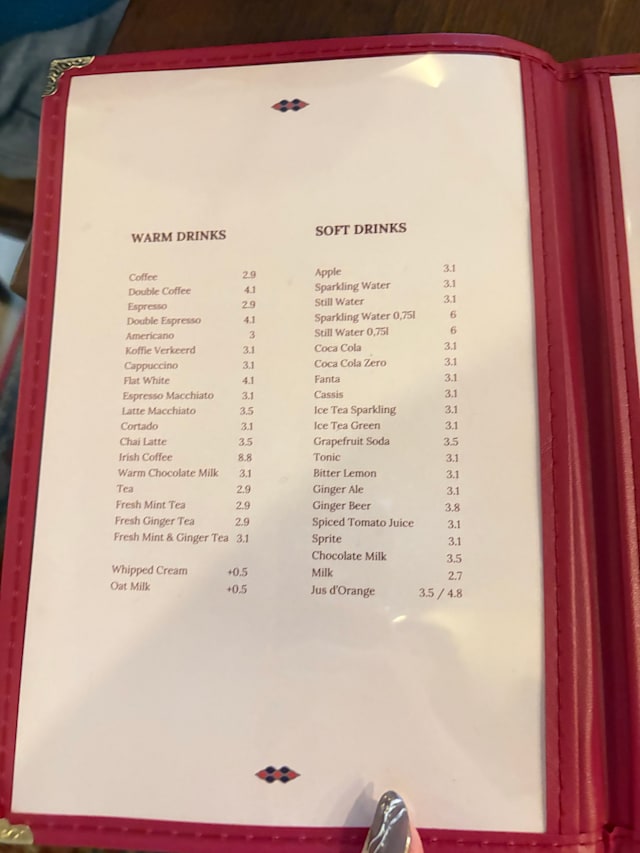 WARM DRINKS
Coffee 2.9
Double Coffee 4.1
Espresso 2.9
Double Espresso 4.1
Americano 3
Koffie Verkeerd 3.1
Cappuccino 3.1
Flat White 4.1
Espresso Macchiato 3.1
Latte Macchiato 3.5
Cortado 3.1
Chai Latte 3.5
Irish Coffee 8.8
Warm Chocolate Milk 3.1
Tea 2.9
Fresh Mint Tea 2.9
Fresh Ginger Tea 2.9
Fresh Mint & Ginger Tea 3.1
Whipped Cream +0.5
Oat Milk +0.5
SOFT DRINKS
Apple 3.1
Sparkling Water 3.1
Still Water 3.1
Sparkling Water 0,75l 6
Still Water 0,75l 6
Coca Cola 3.1
Coca Cola Zero 3.1
Fanta 3.1
Cassis 3.1
Ice Tea Sparkling 3.1
Ice Tea Green 3.1
Grapefruit Soda 3.5
Tonic 3.1
Bitter Lemon 3.1
Ginger Ale 3.1
Ginger Beer 3.8
Spiced Tomato Juice 3.1
Sprite 3.1
Chocolate Milk 3.5
Milk 2.7
Jus d'Orange 3.5 / 4.8